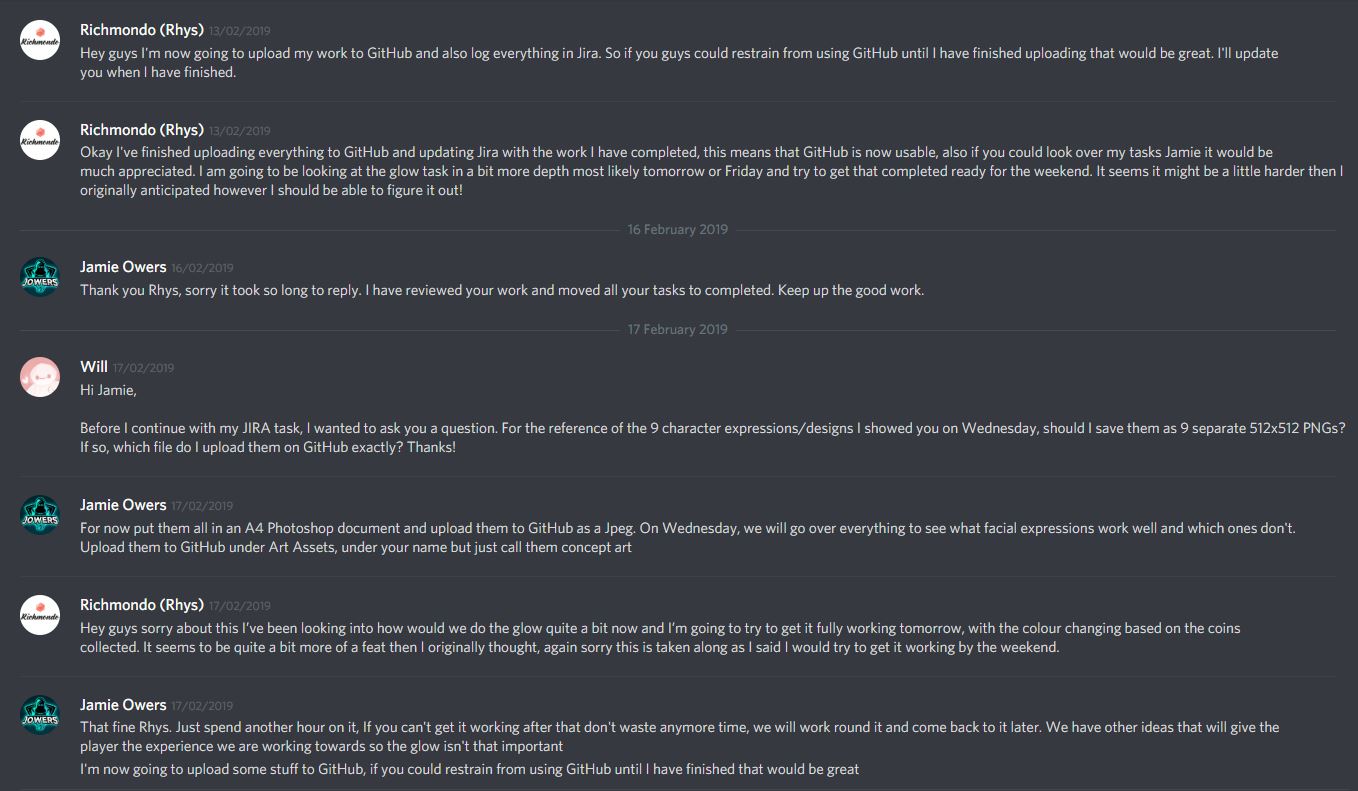 Richmondo (Rhys) 13/02/2019
Richmondo
Hey guys I'm now going to upload my work to GitHub and also log everything in Jira. So if you guys could restrain from using GitHub until I have finished uploading that would be great. I'll update
you when I have finished.
Richmondo (Rhys) 13/02/2019
Richmondo
Okay I've finished uploading everything to GitHub and updating Jira with the work I have completed, this means that GitHub is now usable, also if you could look over my tasks Jamie it would be
much appreciated. I am going to be looking at the glow task in a bit more depth most likely tomorrow or Friday and try to get that completed ready for the weekend. It seems it might be a little harder then I
originally anticipated however I should be able to figure it out!
16 February 2019
Jamie Owers 16/02/2019
JOWERS
Thank you Rhys, sorry it took so long to reply. I have reviewed your work and moved all your tasks to completed. Keep up the good work.
17 February 2019
Will 17/02/2019
Hi Jamie,
Before I continue with my JIRA task, I wanted to ask you a question. For the reference of the 9 character expressions/designs I showed you on Wednesday, should I save them as 9 separate 512x512 PNGs?
If so, which file do I upload them on GitHub exactly? Thanks!
Jamie Owers 17/02/2019
JOWERS
For now put them all in an A4 Photoshop document and upload them to GitHub as a Jpeg. On Wednesday, we will go over everything to see what facial expressions work well and which ones don't.
Upload them to GitHub under Art Assets, under your name but just call them concept art
Richmondo (Rhys) 17/02/2019
Richmondo
Hey guys sorry about this I've been looking into how would we do the glow quite a bit now and I'm going to try to get it fully working tomorrow, with the colour changing based on the coins
collected. It seems to be quite a bit more of a feat then I originally thought, again sorry this is taken along as I said I would try to get it working by the weekend.
Jamie Owers 17/02/2019
JOWERS
That fine Rhys. Just spend another hour on it, If you can't get it working after that don't waste anymore time, we will work round it and come back to it later. We have other ideas that will give the
player the experience we are working towards so the glow isn't that important
I'm now going to upload some stuff to GitHub, if you could restrain from using GitHub until I have finished that would be great